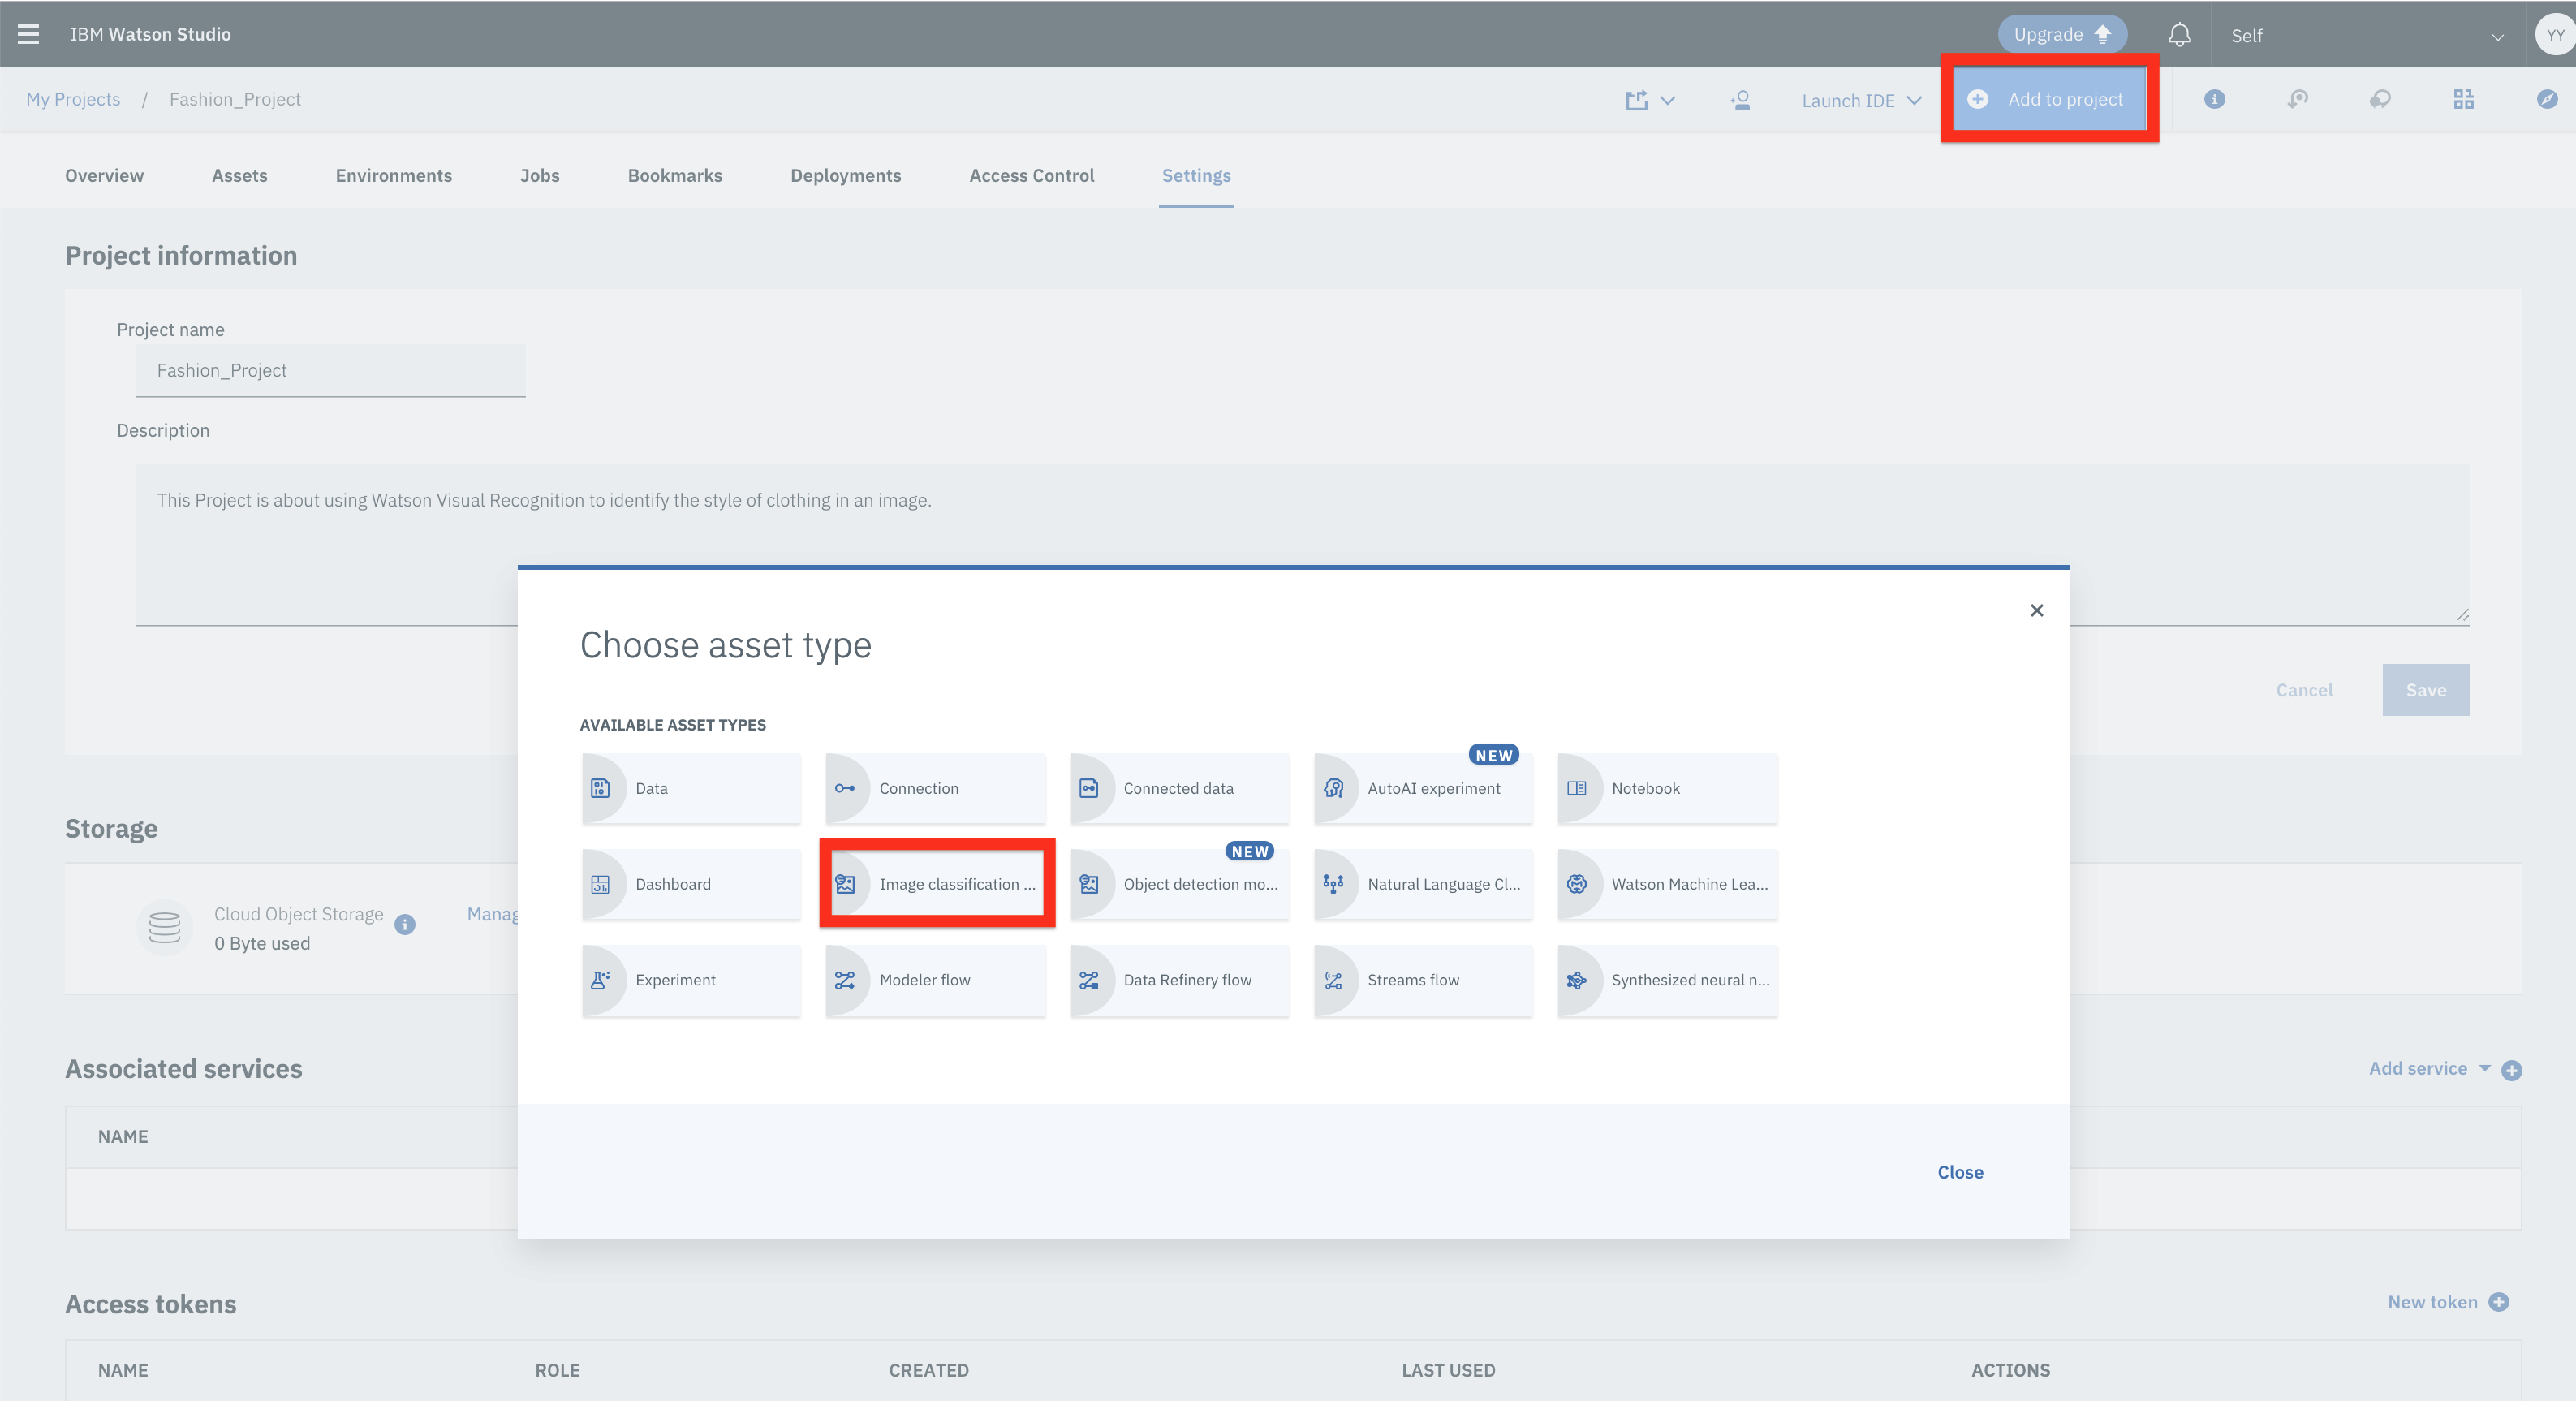 IBM Watson Studio
Upgrade
Self
YY
My Projects / Fashion_Project
Launch IDE
Add to project
Overview
Assets
Environments
Jobs
Bookmarks
Deployments
Access Control
Settings
Project information
Project name
Fashion_Project
Description
This Project is about using Watson Visual Recognition to identify the style of clothing in an image.
Cancel
Save
Choose asset type
AVAILABLE ASSET TYPES
Data
Connection
Connected data
NEW
AutoAI experiment
Notebook
Dashboard
Image classification ...
NEW
Object detection mo...
Natural Language Cl...
Watson Machine Lea...
Experiment
Modeler flow
Data Refinery flow
Streams flow
Synthesized neural n...
Close
Storage
Cloud Object Storage
Manag
0 Byte used
Associated services
Add service
NAME
Access tokens
New token
NAME
ROLE
CREATED
LAST USED
ACTIONS